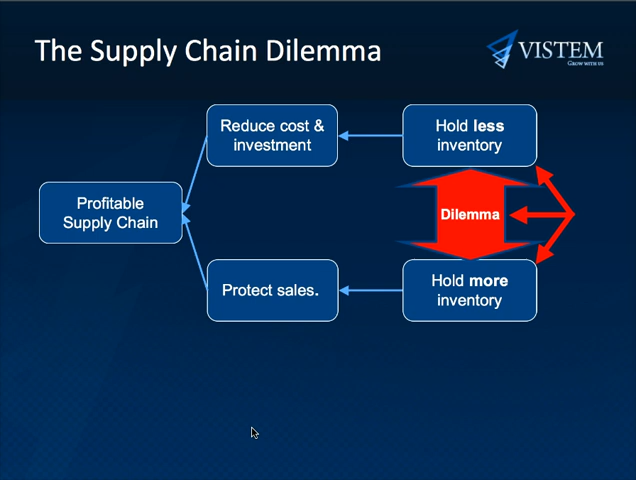 The Supply Chain Dilemma
VISTEM
GROW WITH US
Reduce cost &
investment
Hold less
inventory
Profitable
Supply Chain
Dilemma
Protect sales.
Hold more
inventory